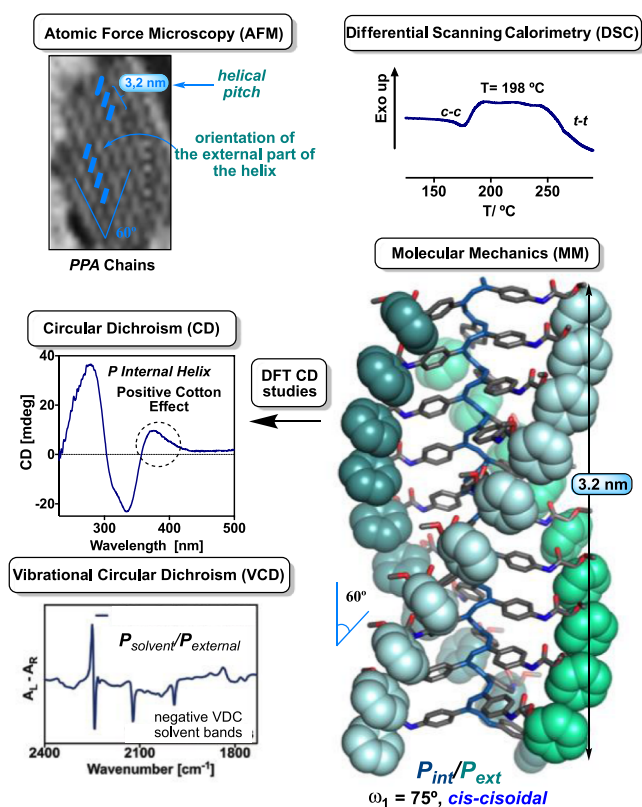 Atomic Force Microscopy (AFM)
3,2 nm
helical
pitch
orientation of
the external part of
the helix
60º
PPA Chains
Differential Scanning Calorimetry (DSC)
Exo up
T= 198 ºC
c-c
t-t
150
200
250
T/ ºC
Circular Dichroism (CD)
CD [mdeg]
40
20
0
-20
P Internal Helix
Positive Cotton
Effect
300
400
500
Wavelength [nm]
DFT CD
studies
Vibrational Circular Dichroism (VCD)
AL - AR
Psolvent/Pexternal
negative VDC
solvent bands
2400
2100
1800
Wavenumber [cm-1]
Molecular Mechanics (MM)
3.2 nm
60º
Pint/Pext
ω1 = 75º, cis-cisoidal